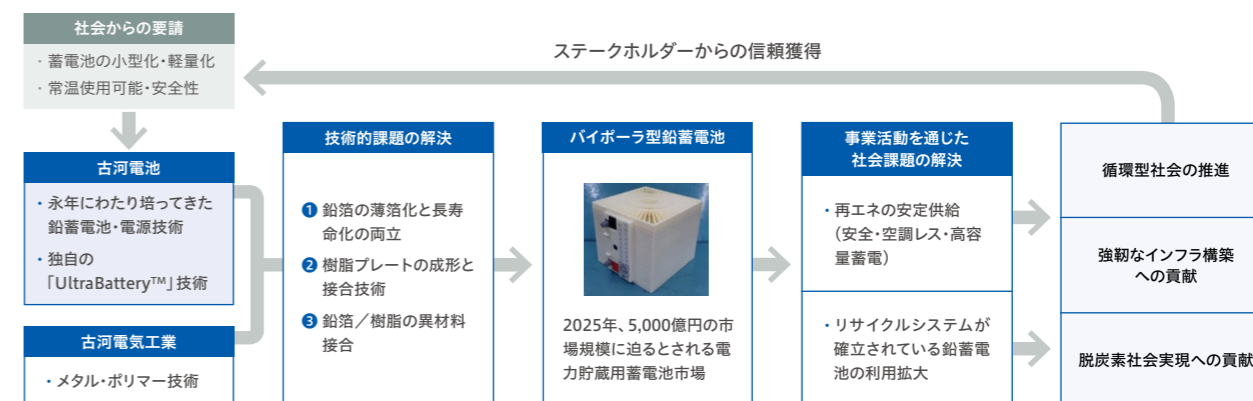 社会からの要請
・蓄電池の小型化・軽量化
・常温使用可能・安全性
ステークホルダーからの信頼獲得
古河電池
・永年にわたり培ってきた
鉛蓄電池・電源技術
・独自の
「UltraBattery™」技術
古河電気工業
・メタル・ポリマー技術
技術的課題の解決
❶ 鉛箔の薄箔化と長寿
命化の両立
❷ 樹脂プレートの成形と
接合技術
❸ 鉛箔／樹脂の異材料
接合
バイポーラ型鉛蓄電池
2025年、5,000億円の市
場規模に迫るとされる電
力貯蔵用蓄電池市場
事業活動を通じた
社会課題の解決
・再エネの安定供給
（安全・空調レス・高容
量蓄電）
・リサイクルシステムが
確立されている鉛蓄電
池の利用拡大
循環型社会の推進
強靭なインフラ構築
への貢献
脱炭素社会実現への貢献